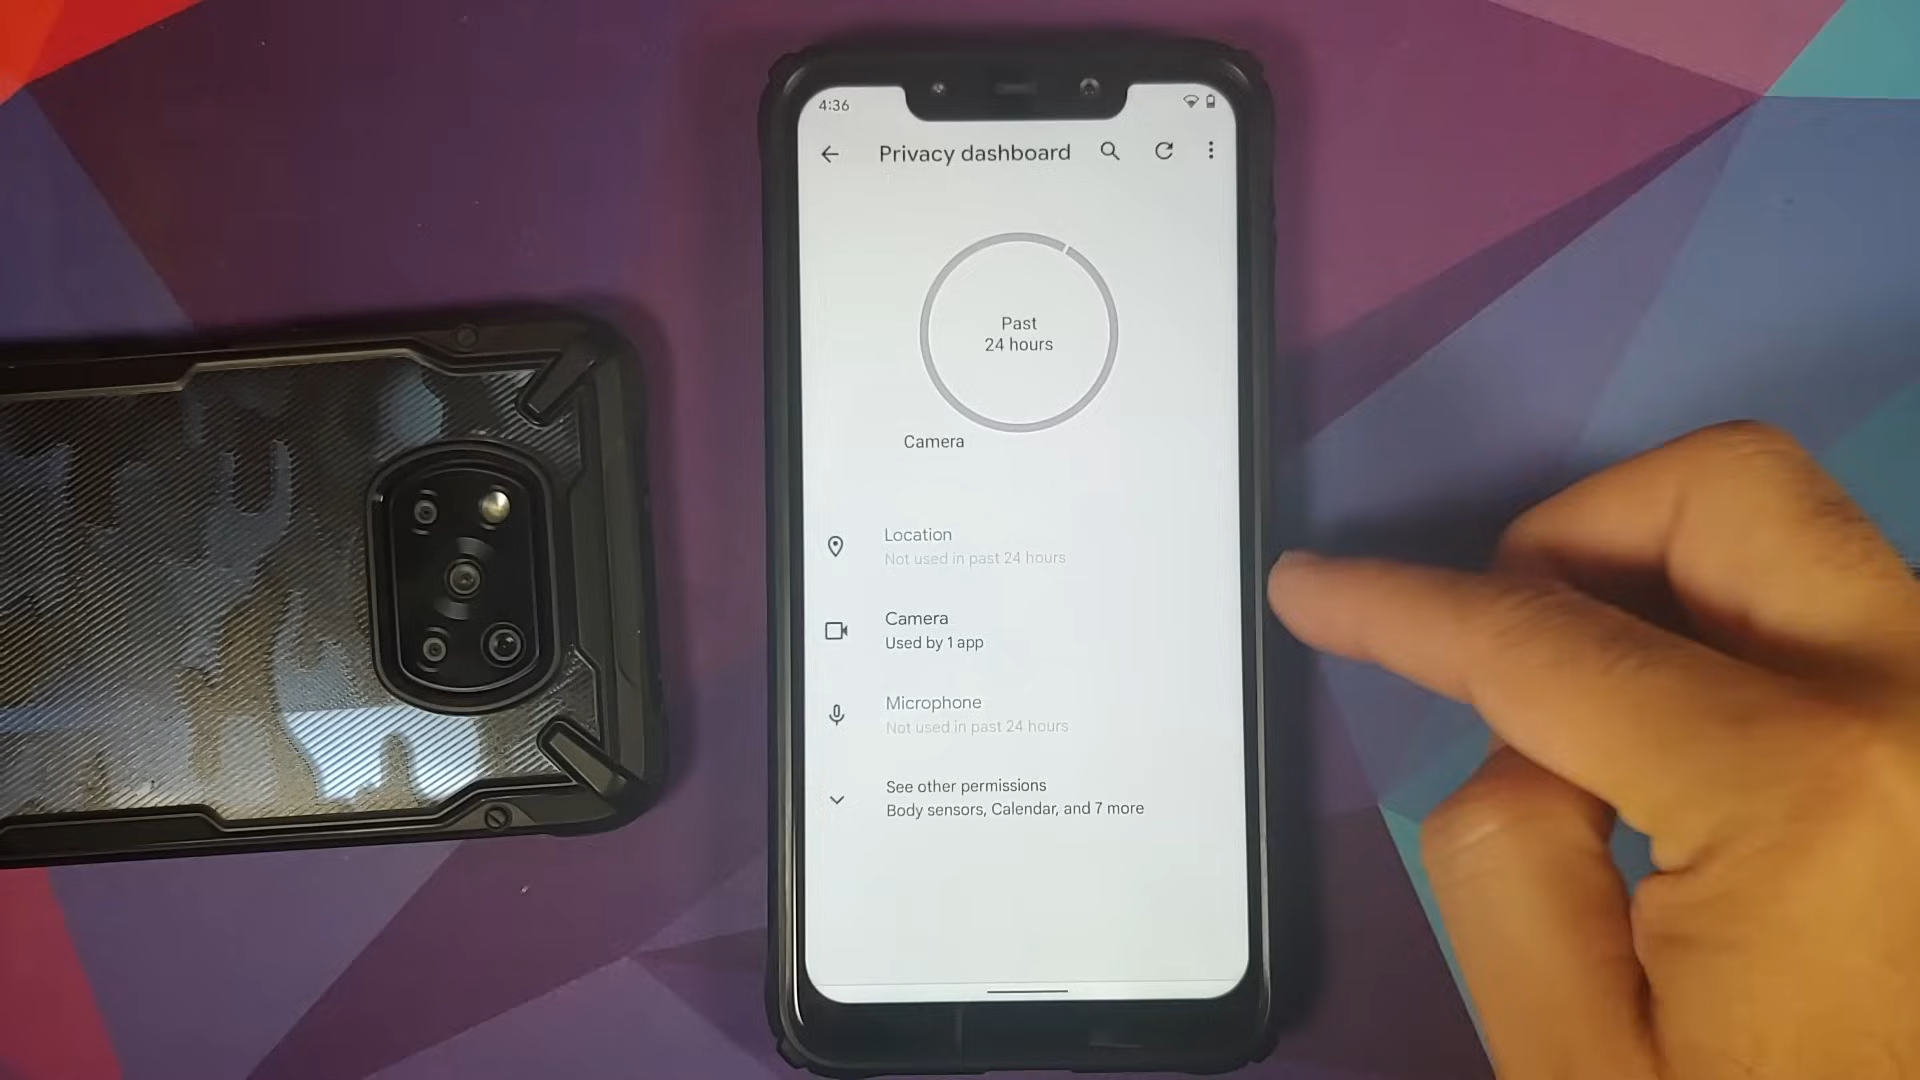 4:36
Privacy dashboard
Past
24 hours
Camera
Location
Not used in past 24 hours
Camera
Used by 1 app
Microphone
Not used in past 24 hours
See other permissions
Body sensors, Calendar, and 7 more